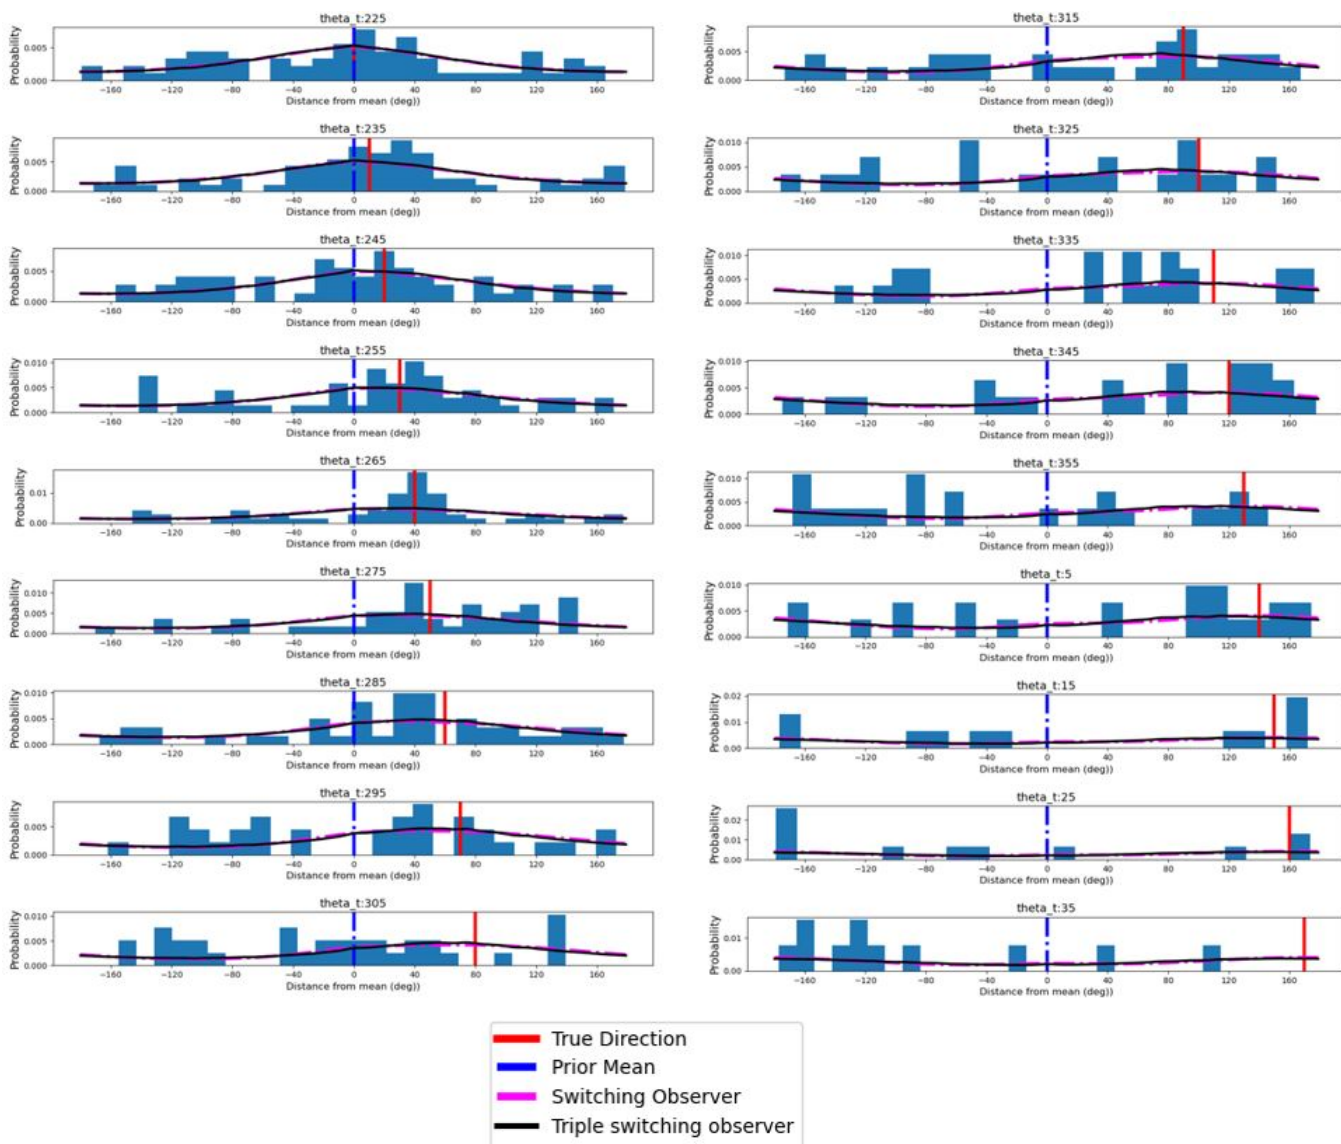 theta_t:225
Probability
0.005
0.000
−160 −120 −80 −40 0 40 80 120 160
Distance from mean (deg))
theta_t:235
Probability
0.005
0.000
−160 −120 −80 −40 0 40 80 120 160
Distance from mean (deg))
theta_t:245
Probability
0.005
0.000
−160 −120 −80 −40 0 40 80 120 160
Distance from mean (deg))
theta_t:255
Probability
0.010
0.005
0.000
−160 −120 −80 −40 0 40 80 120 160
Distance from mean (deg))
theta_t:265
Probability
0.01
0.00
−160 −120 −80 −40 0 40 80 120 160
Distance from mean (deg))
theta_t:275
Probability
0.010
0.005
0.000
−160 −120 −80 −40 0 40 80 120 160
Distance from mean (deg))
theta_t:285
Probability
0.010
0.005
0.000
−160 −120 −80 −40 0 40 80 120 160
Distance from mean (deg))
theta_t:295
Probability
0.005
0.000
−160 −120 −80 −40 0 40 80 120 160
Distance from mean (deg))
theta_t:305
Probability
0.010
0.005
0.000
−160 −120 −80 −40 0 40 80 120 160
Distance from mean (deg))
theta_t:315
Probability
0.005
0.000
−160 −120 −80 −40 0 40 80 120 160
Distance from mean (deg))
theta_t:325
Probability
0.010
0.005
0.000
−160 −120 −80 −40 0 40 80 120 160
Distance from mean (deg))
theta_t:335
Probability
0.010
0.005
0.000
−160 −120 −80 −40 0 40 80 120 160
Distance from mean (deg))
theta_t:345
Probability
0.010
0.005
0.000
−160 −120 −80 −40 0 40 80 120 160
Distance from mean (deg))
theta_t:355
Probability
0.010
0.005
0.000
−160 −120 −80 −40 0 40 80 120 160
Distance from mean (deg))
theta_t:5
Probability
0.010
0.005
0.000
−160 −120 −80 −40 0 40 80 120 160
Distance from mean (deg))
theta_t:15
Probability
0.02
0.01
0.00
−160 −120 −80 −40 0 40 80 120 160
Distance from mean (deg))
theta_t:25
Probability
0.02
0.01
0.00
−160 −120 −80 −40 0 40 80 120 160
Distance from mean (deg))
theta_t:35
Probability
0.01
0.00
−160 −120 −80 −40 0 40 80 120 160
Distance from mean (deg))
True Direction
Prior Mean
Switching Observer
Triple switching observer